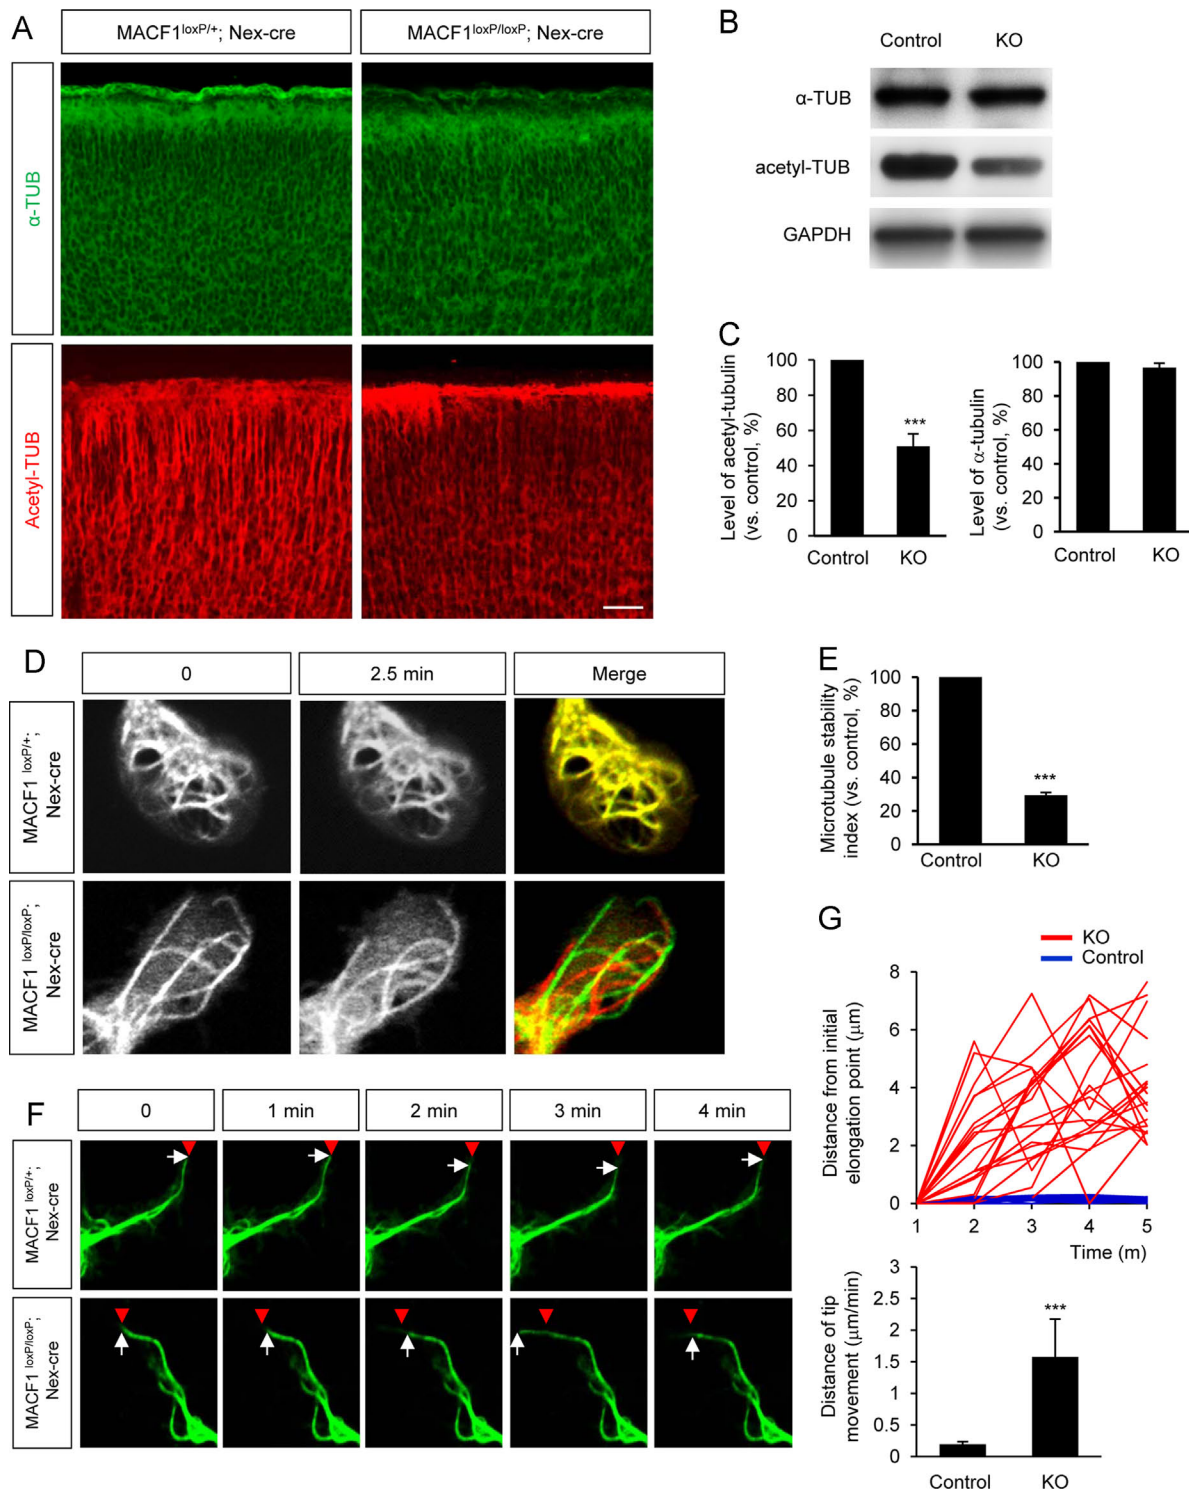 A
MACF1loxP/+; Nex-cre
MACF1loxP/loxP; Nex-cre
α-TUB
Acetyl-TUB
B
Control
KO
α-TUB
acetyl-TUB
GAPDH
C
Level of acetyl-tubulin
(vs. control, %)
100
80
60
40
20
0
***
Control
KO
Level of α-tubulin
(vs. control, %)
100
80
60
40
20
0
Control
KO
D
0
2.5 min
Merge
MACF1 loxP/+;
Nex-cre
MACF1 loxP/loxP;
Nex-cre
E
Microtubule stability
index (vs. control, %)
100
80
60
40
20
0
***
Control
KO
F
0
1 min
2 min
3 min
4 min
MACF1 loxP/+;
Nex-cre
MACF1 loxP/loxP;
Nex-cre
G
KO
Control
Distance from initial
elongation point (µm)
8
6
4
2
0
1 2 3 4 5
Time (m)
Distance of tip
movement (µm/min)
3
2.5
2
1.5
1
0.5
0
***
Control
KO